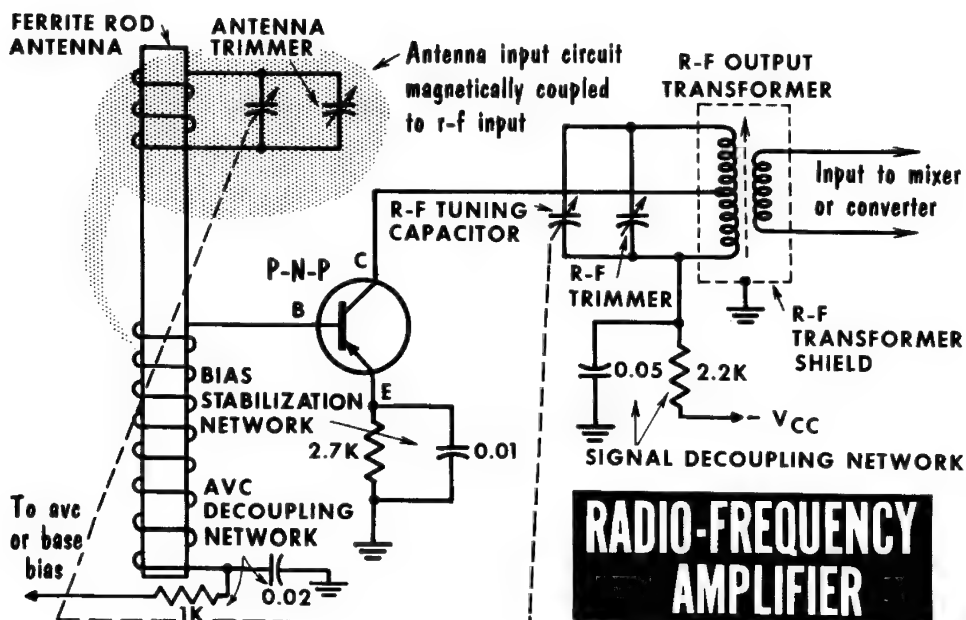 FERRITE ROD
ANTENNA
ANTENNA
TRIMMER
Antenna input circuit
magnetically coupled
to r-f input
R-F OUTPUT
TRANSFORMER
Input to mixer
or converter
R-F TUNING
CAPACITOR
P-N-P
C
B
E
R-F
TRIMMER
R-F
TRANSFORMER
SHIELD
BIAS
STABILIZATION
NETWORK
2.7K
0.01
0.05
2.2K
- VCC
SIGNAL DECOUPLING NETWORK
AVC
DECOUPLING
NETWORK
To avc
or base
bias
0.02
1K
RADIO-FREQUENCY
AMPLIFIER